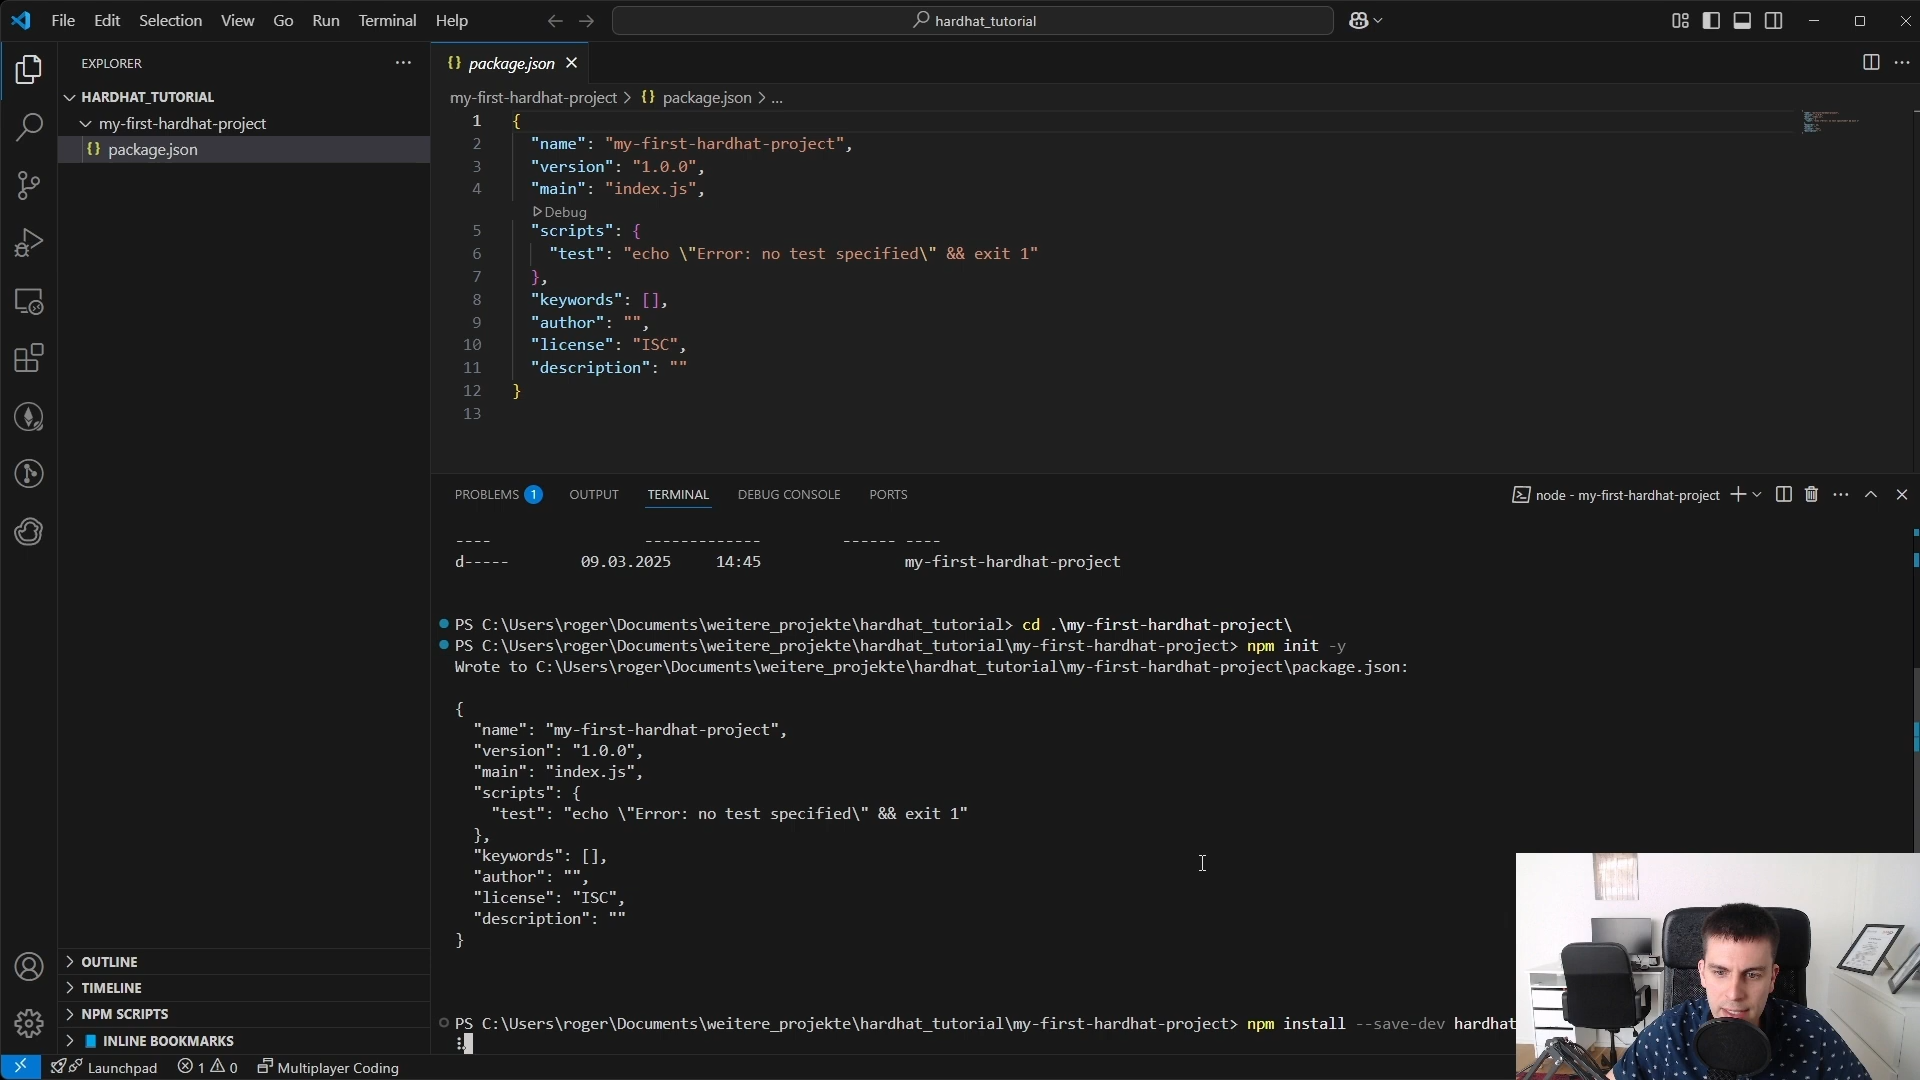 File Edit Selection View Go Run Terminal Help
hardhat_tutorial
EXPLORER
HARDHAT_TUTORIAL
my-first-hardhat-project
{} package.json
OUTLINE
TIMELINE
NPM SCRIPTS
INLINE BOOKMARKS
{} package.json
my-first-hardhat-project > {} package.json > ...
1 {
2 "name": "my-first-hardhat-project",
3 "version": "1.0.0",
4 "main": "index.js",
Debug
5 "scripts": {
6 "test": "echo \"Error: no test specified\" && exit 1"
7 },
8 "keywords": [],
9 "author": "",
10 "license": "ISC",
11 "description": ""
12 }
13
PROBLEMS 1 OUTPUT TERMINAL DEBUG CONSOLE PORTS
node - my-first-hardhat-project
---- ------------- ------ ----
d----- 09.03.2025 14:45 my-first-hardhat-project
PS C:\Users\roger\Documents\weitere_projekte\hardhat_tutorial> cd .\my-first-hardhat-project\
PS C:\Users\roger\Documents\weitere_projekte\hardhat_tutorial\my-first-hardhat-project> npm init -y
Wrote to C:\Users\roger\Documents\weitere_projekte\hardhat_tutorial\my-first-hardhat-project\package.json:
{
"name": "my-first-hardhat-project",
"version": "1.0.0",
"main": "index.js",
"scripts": {
"test": "echo \"Error: no test specified\" && exit 1"
},
"keywords": [],
"author": "",
"license": "ISC",
"description": ""
}
PS C:\Users\roger\Documents\weitere_projekte\hardhat_tutorial\my-first-hardhat-project> npm install --save-dev hardhat
Launchpad 1 0 Multiplayer Coding